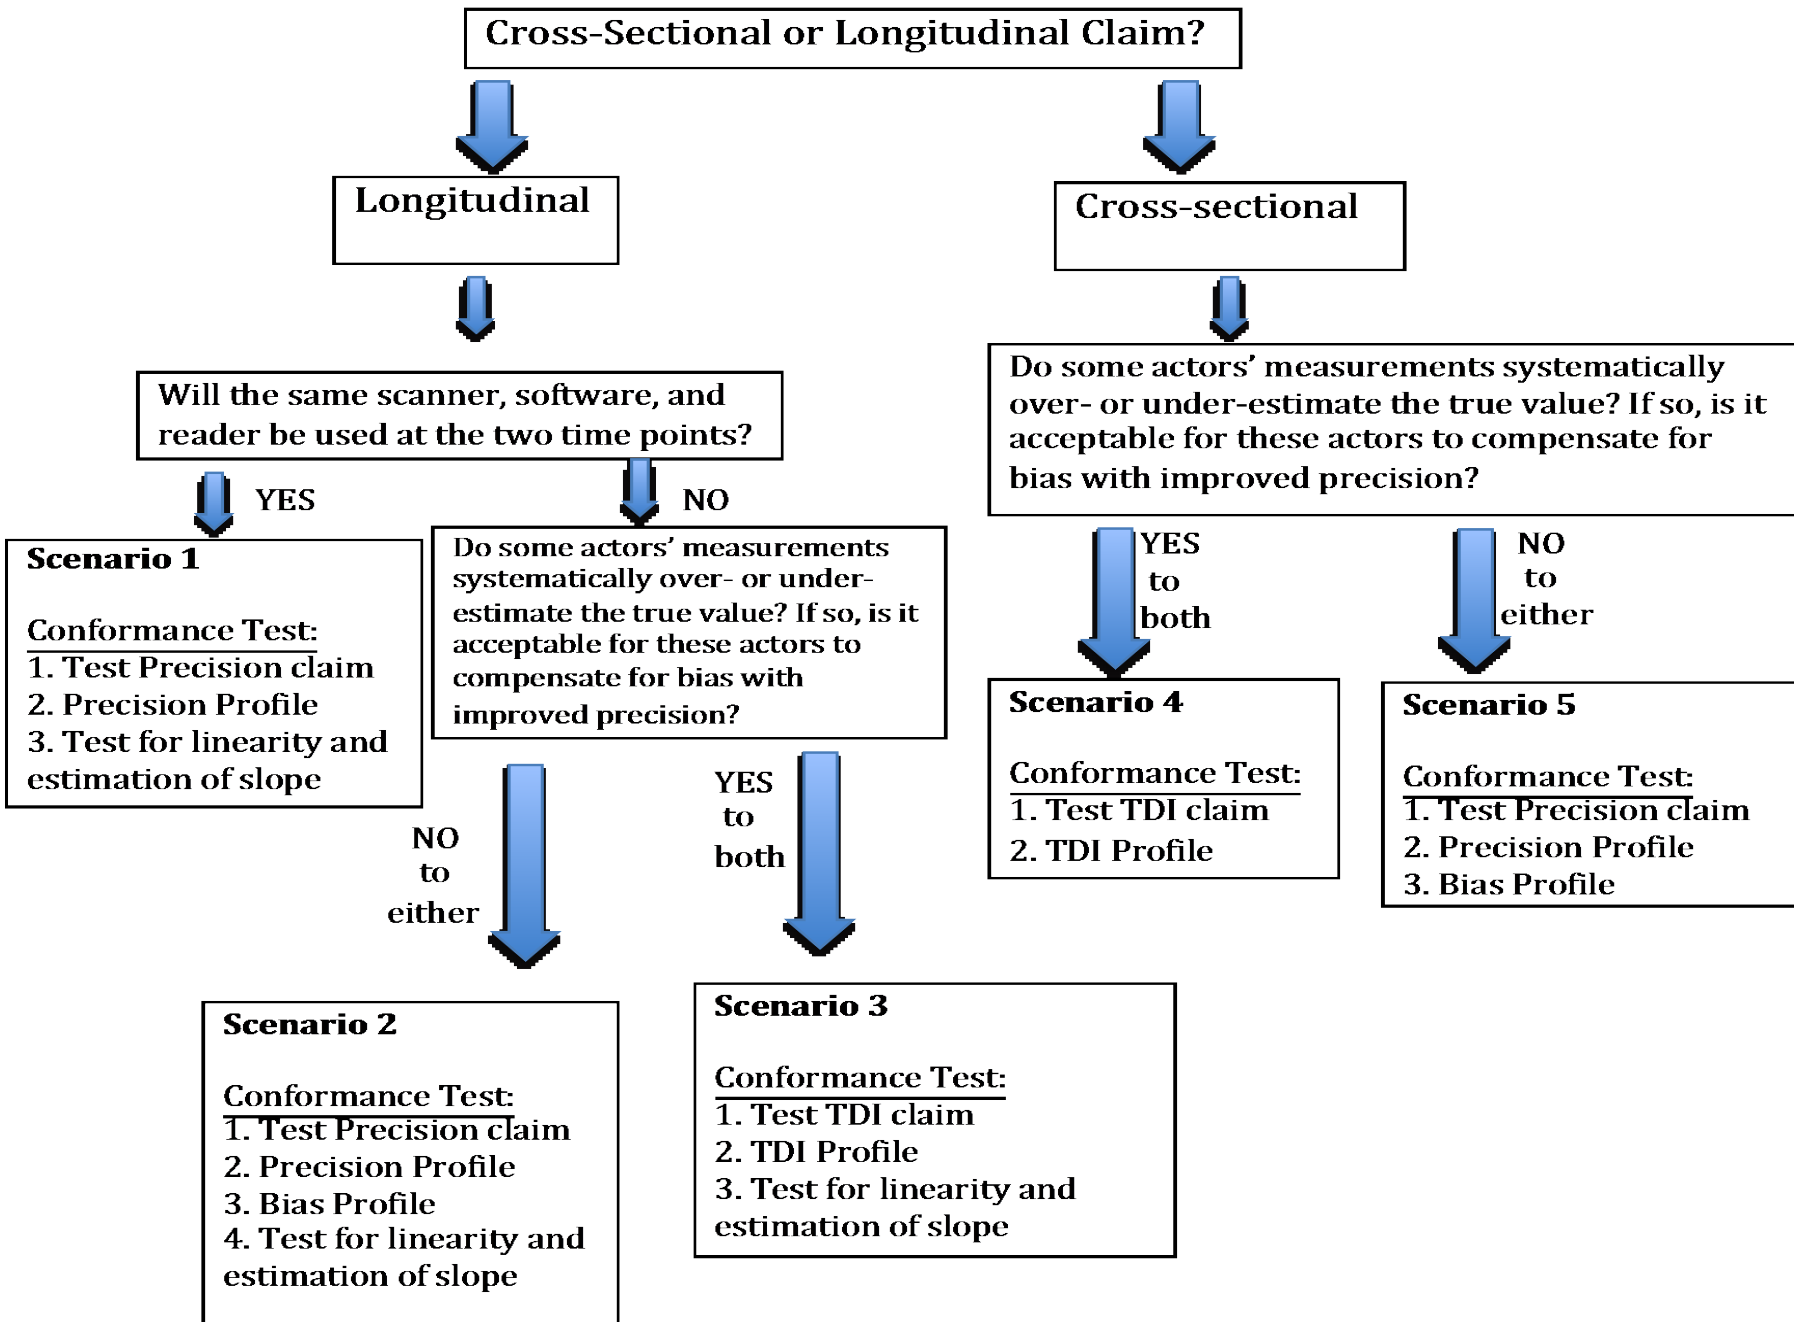 Cross-Sectional or Longitudinal Claim?
Longitudinal
Cross-sectional
Will the same scanner, software, and
reader be used at the two time points?
YES
NO
Do some actors’ measurements systematically
over- or under-estimate the true value? If so, is it
acceptable for these actors to compensate for
bias with improved precision?
Scenario 1
Conformance Test:
1. Test Precision claim
2. Precision Profile
3. Test for linearity and
estimation of slope
Do some actors’ measurements
systematically over- or under-
estimate the true value? If so, is it
acceptable for these actors to
compensate for bias with
improved precision?
YES
to
both
NO
to
either
Scenario 4
Conformance Test:
1. Test TDI claim
2. TDI Profile
Scenario 5
Conformance Test:
1. Test Precision claim
2. Precision Profile
3. Bias Profile
NO
to
either
YES
to
both
Scenario 2
Conformance Test:
1. Test Precision claim
2. Precision Profile
3. Bias Profile
4. Test for linearity and
estimation of slope
Scenario 3
Conformance Test:
1. Test TDI claim
2. TDI Profile
3. Test for linearity and
estimation of slope